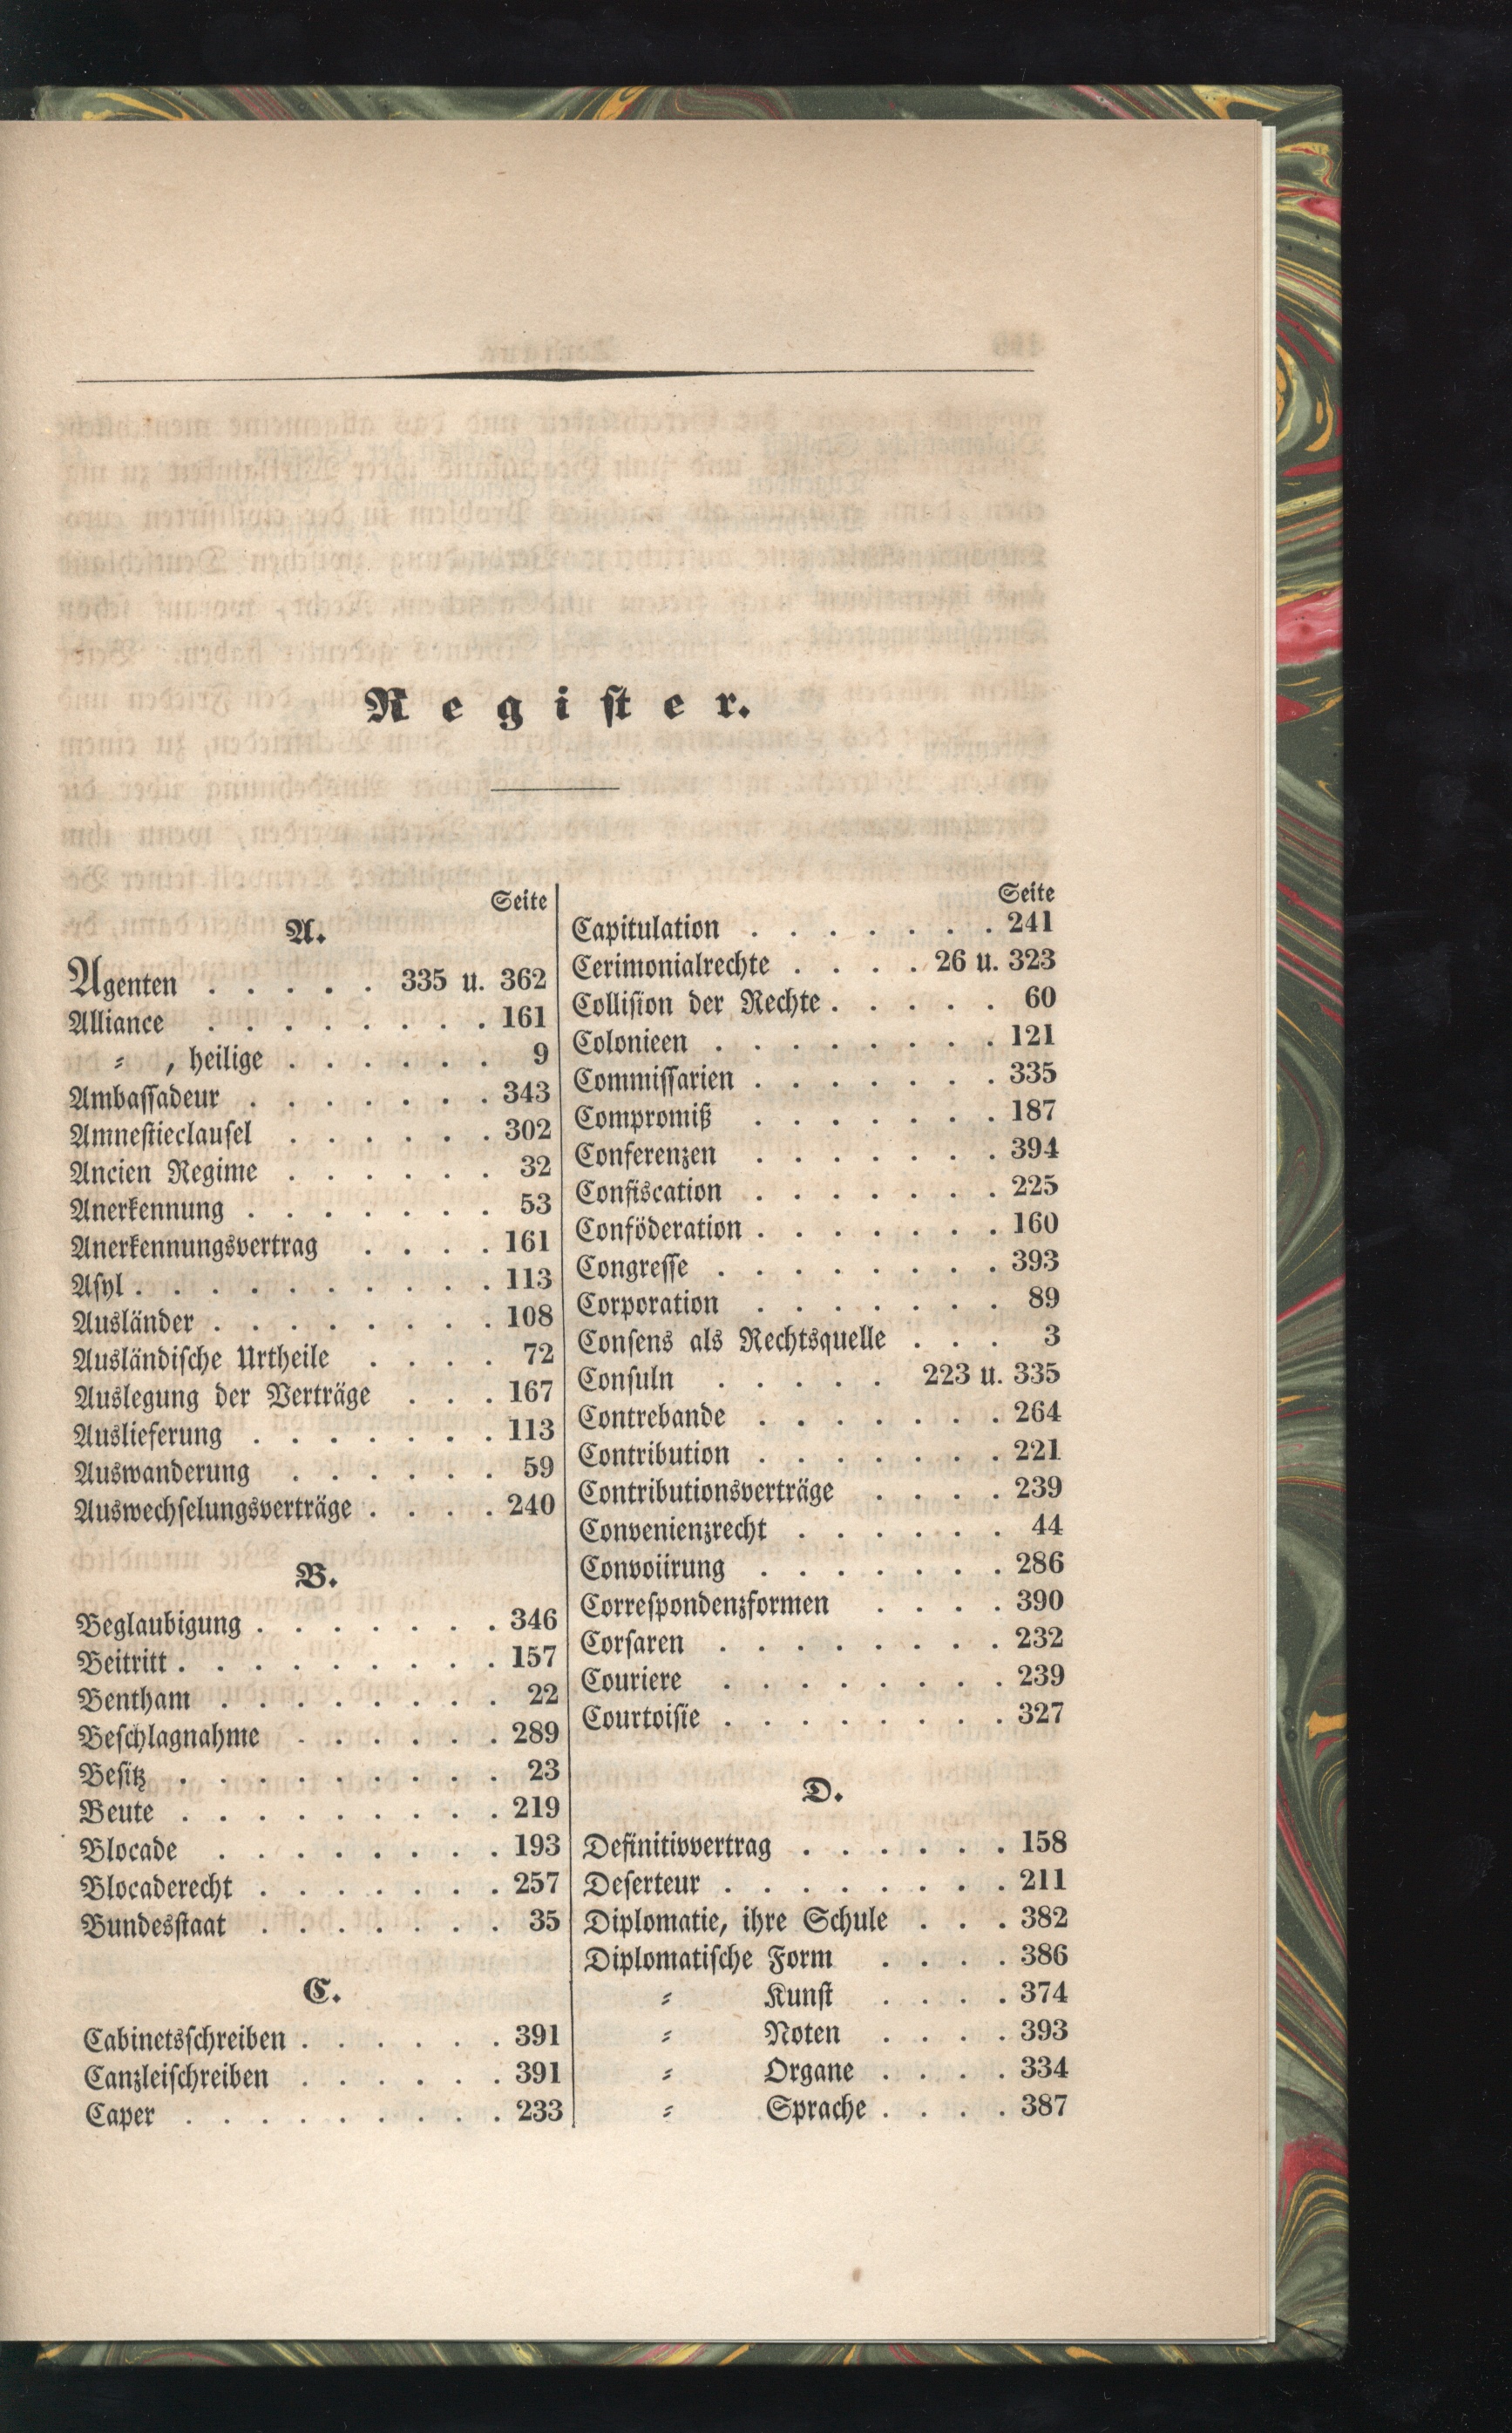 Register.
Seite
A.
Agenten . . . . . 335 u. 362
Alliance . . . . . . . . 161
⸗ , heilige . . . . . . 9
Ambaſſadeur . . . . . . . 343
Amneſtieclauſel . . . . . . 302
Ancien Regime . . . . . . 32
Anerkennung . . . . . . . 53
Anerkennungsvertrag . . . . 161
Aſyl . . . . . . . . . . 113
Ausländer . . . . . . . . 108
Ausländiſche Urtheile . . . . 72
Auslegung der Verträge . . . 167
Auslieferung . . . . . . . 113
Auswanderung . . . . . . 59
Auswechſelungsverträge . . . . 240
B.
Beglaubigung . . . . . . . 346
Beitritt . . . . . . . . . 157
Bentham . . . . . . . . 22
Beſchlagnahme . . . . . . 289
Beſitz . . . . . . . . . 23
Beute . . . . . . . . . 219
Blocade . . . . . . . . 193
Blocaderecht . . . . . . . 257
Bundesſtaat . . . . . . . 35
C.
Cabinetsſchreiben . . . . . . 391
Canzleiſchreiben . . . . . . 391
Caper . . . . . . . . . 233
Seite
Capitulation . . . . . . . 241
Cerimonialrechte . . . . 26 u. 323
Colliſion der Rechte . . . . . 60
Colonieen . . . . . . . . 121
Commiſſarien . . . . . . . 335
Compromiß . . . . . . . 187
Conferenzen . . . . . . . 394
Confiscation . . . . . . . 225
Conföderation . . . . . . . 160
Congreſſe . . . . . . . . 393
Corporation . . . . . . . 89
Conſens als Rechtsquelle . . . 3
Conſuln . . . . . 223 u. 335
Contrebande . . . . . . . 264
Contribution . . . . . . . 221
Contributionsverträge . . . . 239
Convenienzrecht . . . . . . 44
Convoiirung . . . . . . . 286
Correſpondenzformen . . . . 390
Corſaren . . . . . . . . 232
Couriere . . . . . . . . 239
Courtoiſie . . . . . . . . 327
D.
Definitivvertrag . . . . . . 158
Deſerteur . . . . . . . . 211
Diplomatie, ihre Schule . . . 382
Diplomatiſche Form . . . . 386
⸗ Kunſt . . . . 374
⸗ Noten . . . . 393
⸗ Organe . . . . 334
⸗ Sprache . . . . 387